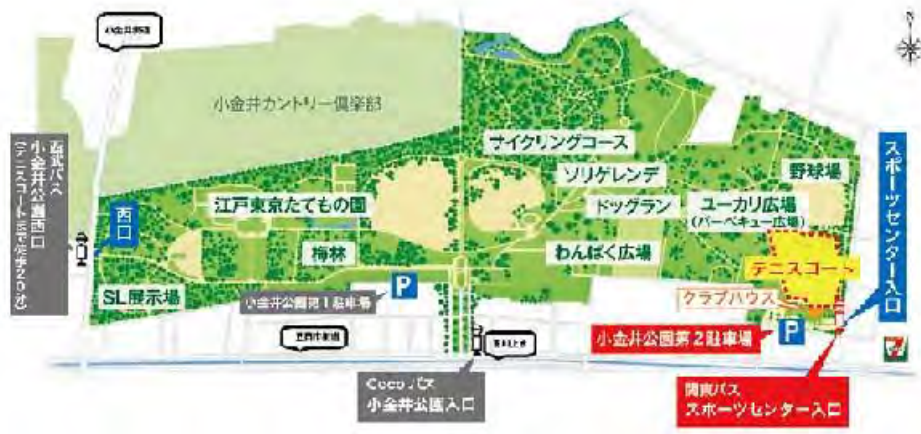 小金井カントリー倶楽部
サイクリングコース
ソリゲレンデ
野球場
江戸東京たてもの園
ドッグラン
ユーカリ広場
(バーベキュー広場)
スポーツセンター入口
西武バス
小金井公園西口
西口
梅林
わんぱく広場
テニスコート
SL展示場
小金井公園第1駐車場
P
クラブハウス
P
小金井公園第2駐車場
Cocoバス
小金井公園入口
関東バス
スポーツセンター入口
7